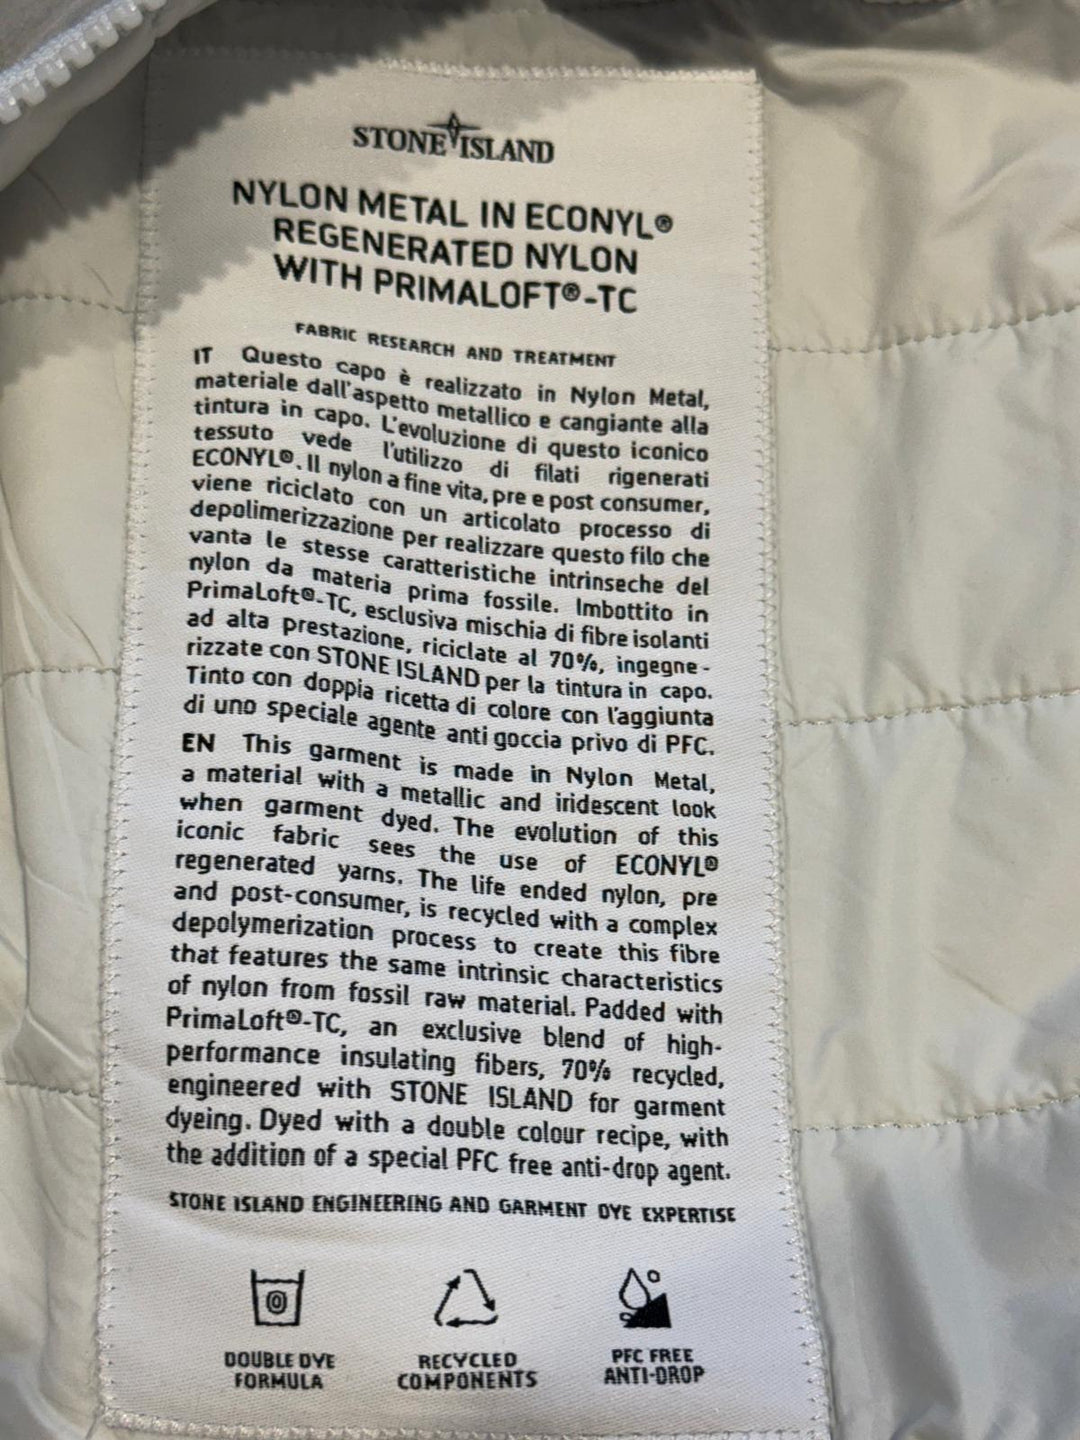 STONE ISLAND
NYLON METAL IN ECONYL®
REGENERATED NYLON
WITH PRIMALOFT®-TC
FABRIC RESEARCH AND TREATMENT
IT Questo capo è realizzato in Nylon Metal,
materiale dall'aspetto metallico e cangiante alla
tintura in capo. L'evoluzione di questo iconico
tessuto vede l'utilizzo di filati rigenerati
ECONYL®. Il nylon a fine vita, pre e post consumer,
viene riciclato con un articolato processo di
depolimerizzazione per realizzare questo filo che
vanta le stesse caratteristiche intrinseche del
nylon da materia prima fossile. Imbottito in
PrimaLoft®-TC, esclusiva mischia di fibre isolanti
ad alta prestazione, riciclate al 70%, ingegne-
rizzate con STONE ISLAND per la tintura in capo.
Tinto con doppia ricetta di colore con l'aggiunta
di uno speciale agente anti goccia privo di PFC.
EN This garment is made in Nylon Metal,
a material with a metallic and iridescent look
when garment dyed. The evolution of this
iconic fabric sees the use of ECONYL®
regenerated yarns. The life ended nylon, pre
and post-consumer, is recycled with a complex
depolymerization process to create this fibre
that features the same intrinsic characteristics
of nylon from fossil raw material. Padded with
PrimaLoft®-TC, an exclusive blend of high-
performance insulating fibers, 70% recycled,
engineered with STONE ISLAND for garment
dyeing. Dyed with a double colour recipe, with
the addition of a special PFC free anti-drop agent.
STONE ISLAND ENGINEERING AND GARMENT DYE EXPERTISE
DOUBLE DYE
FORMULA
RECYCLED
COMPONENTS
PFC FREE
ANTI-DROP